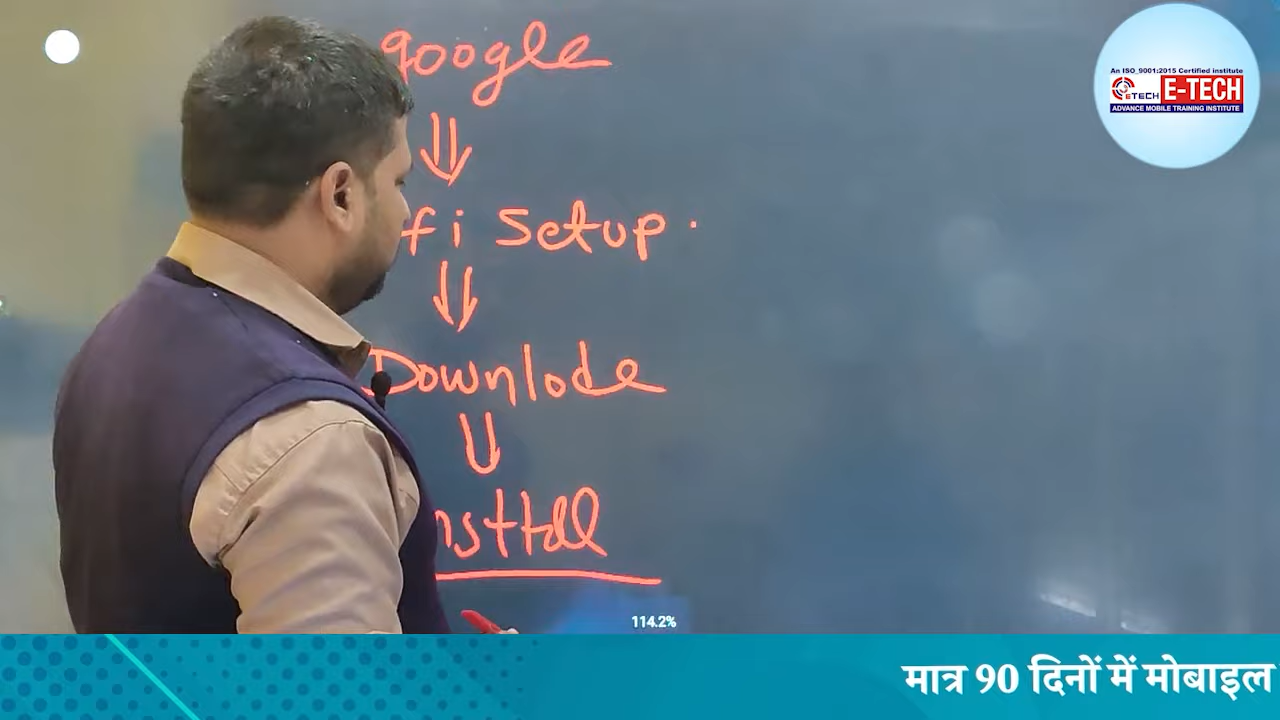 google
fi Setup.
Downlode
nsttall
114.2%
An ISO_9001:2015 Certified institute
ETECH E-TECH
ADVANCE MOBILE TRAINING INSTITUTE
मात्र 90 दिनों में मोबाइल